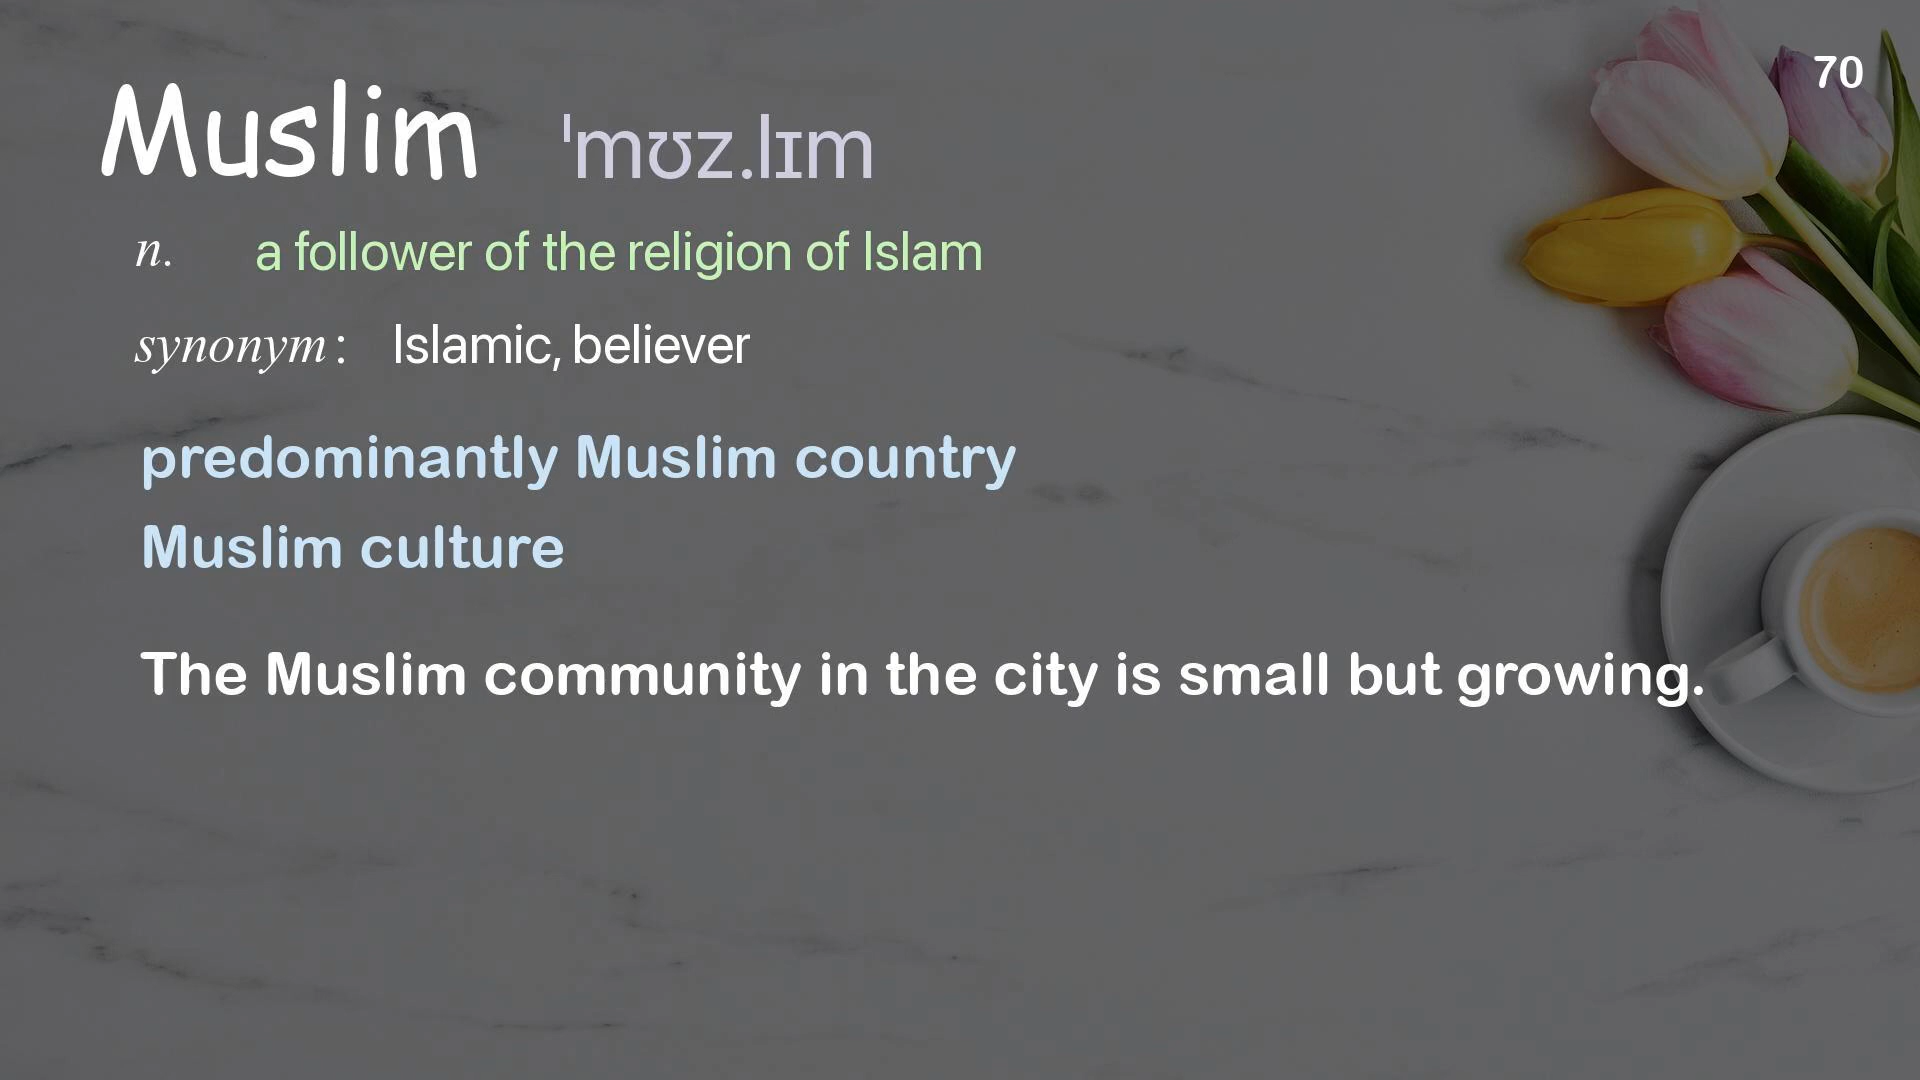 70
Muslim ˈmʊz.lɪm
n. a follower of the religion of Islam
synonym: Islamic, believer
predominantly Muslim country
Muslim culture
The Muslim community in the city is small but growing.